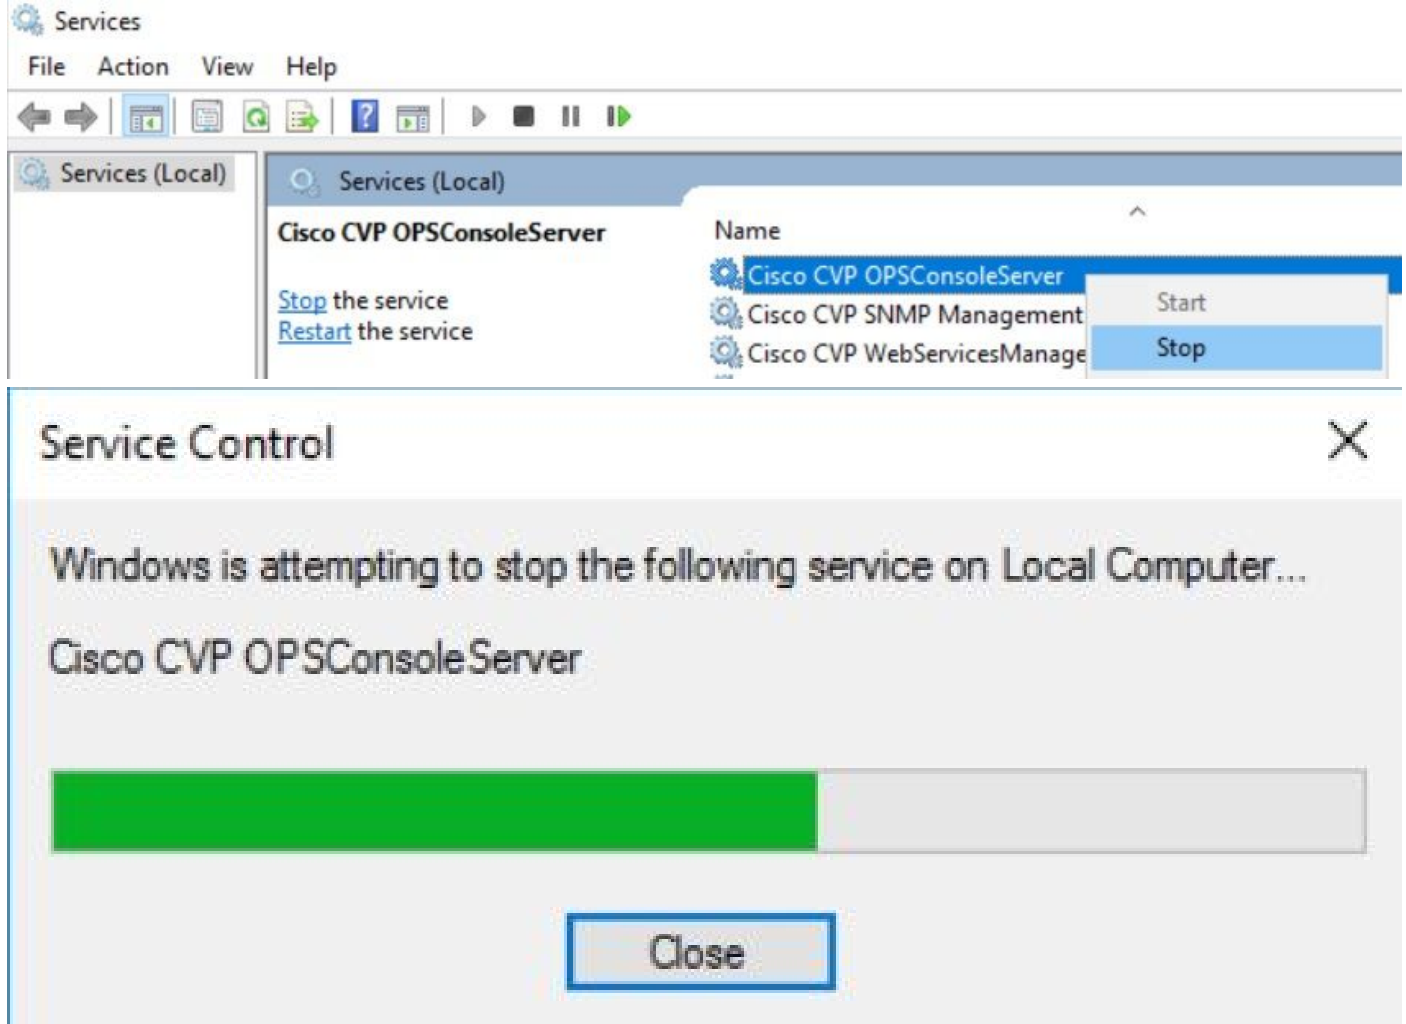 Services
File Action View Help
Services (Local)
Services (Local)
Cisco CVP OPSConsoleServer
Stop the service
Restart the service
Name
Cisco CVP OPSConsoleServer
Cisco CVP SNMP Management
Cisco CVP WebServicesManage
Start
Stop
Service Control
Windows is attempting to stop the following service on Local Computer...
Cisco CVP OPSConsoleServer
Close